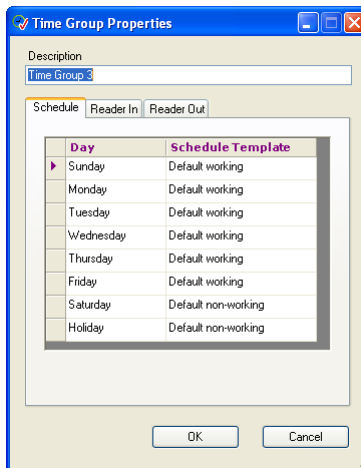 Time Group Properties
Description
Time Group 3
Schedule Reader In Reader Out
Day Schedule Template
Sunday Default working
Monday Default working
Tuesday Default working
Wednesday Default working
Thursday Default working
Friday Default working
Saturday Default non-working
Holiday Default non-working
OK Cancel